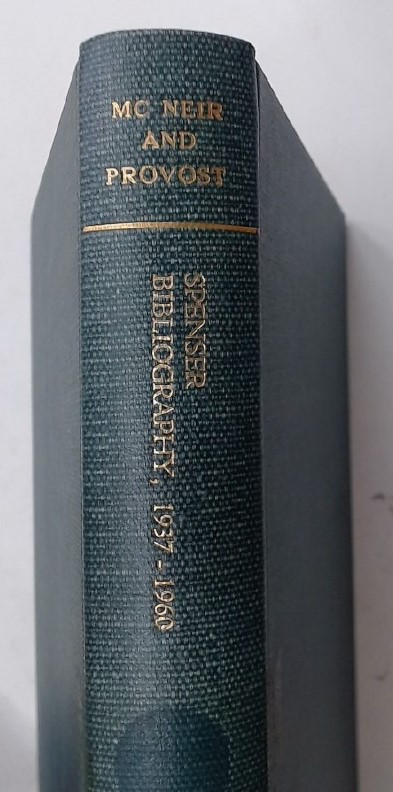 MC NEIR
AND
PROVOST
SPENSER
BIBLIOGRAPHY, 1937-1960